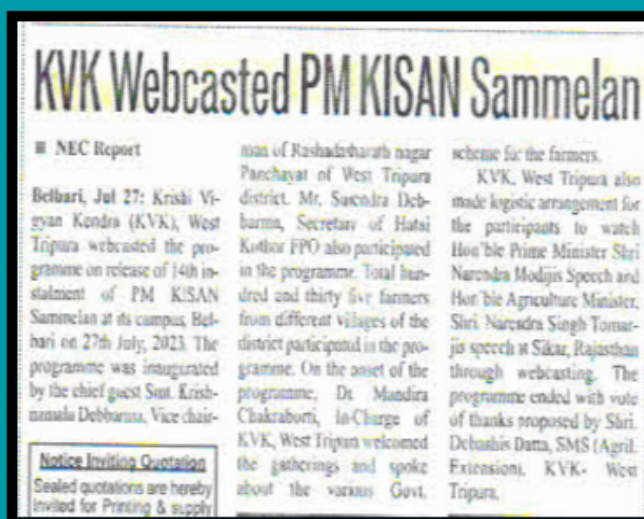 KVK Webcasted PM KISAN Sammelan
NEC Report
Belbari, Jul 27: Krishi Vi-
gyan Kendra (KVK), West
Tripura webcasted the pro-
gramme on release of 14th in-
stalment of PM KISAN
Sammelan at its campus, Bel-
bari on 27th July, 2023. The
programme was inaugurated
by the chief guest Smt. Krish-
namala Debbarma, Vice chair-
man of Rashadasharath nagar
Panchayat of West Tripura
district. Mr. Surendra Deb-
barma, Secretary of Hatai
Kothor FPO also participated
in the programme. Total hun-
dred and thirty five farmers
from different villages of the
district participated in the pro-
gramme. On the onset of the
programme, Dr. Mandira
Chakraborti, In-Charge of
KVK, West Tripura welcomed
the gatherings and spoke
about the various Govt.
scheme for the farmers.
KVK, West Tripura also
made logistic arrangement for
the participants to watch
Hon'ble Prime Minister Shri
Narendra Modijis Speech and
Hon'ble Agriculture Minister,
Shri. Narendra Singh Tomar-
jis speech at Sikar, Rajasthan
through webcasting. The
programme ended with vote
of thanks proposed by Shri.
Debashis Datta, SMS (Agril.
Extension), KVK- West
Tripura.
Notice Inviting Quotation
Sealed quotations are hereby
invited for Printing & supply